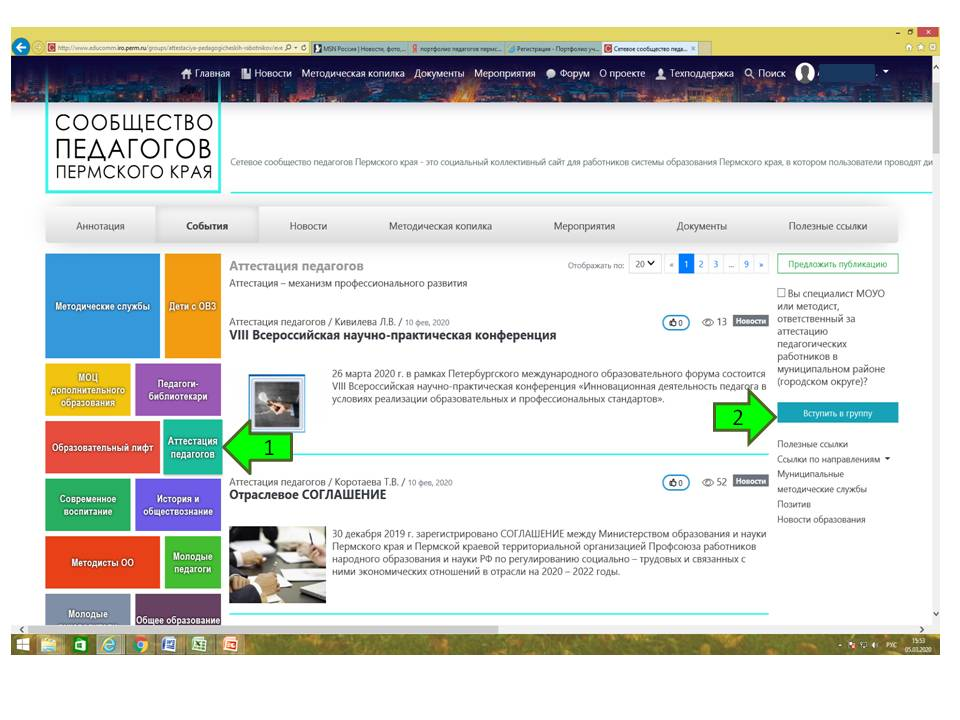 http://www.educomm.iro.perm.ru/groups/attestaciya-pedagogicheskih-rabotnikov/eve
MSN Россия | Новости, фото,...
портфолио педагогов пермс...
Регистрация - Портфолио уч...
Сетевое сообщество педа...
Главная Новости Методическая копилка Документы Мероприятия Форум О проекте Техподдержка Поиск
СООБЩЕСТВО
ПЕДАГОГОВ
ПЕРМСКОГО КРАЯ
Сетевое сообщество педагогов Пермского края - это социальный коллективный сайт для работников системы образования Пермского края, в котором пользователи проводят ди
Аннотация События Новости Методическая копилка Мероприятия Документы Полезные ссылки
Методические службы
Дети с ОВЗ
МОЦ
дополнительного
образования
Педагоги-
библиотекари
Образовательный лифт
Аттестация
педагогов
Современное
воспитание
История и
обществознание
Методисты ОО
Молодые
педагоги
Молодые
Общее образование
Аттестация педагогов
Отображать по: 20 « 1 2 3 ... 9 »
Аттестация – механизм профессионального развития
Аттестация педагогов / Кивилева Л.В. / 10 фев, 2020
0 13 Новости
VIII Всероссийская научно-практическая конференция
26 марта 2020 г. в рамках Петербургского международного образовательного форума состоится
VIII Всероссийская научно-практическая конференция «Инновационная деятельность педагога в
условиях реализации образовательных и профессиональных стандартов».
1
2
Аттестация педагогов / Коротаева Т.В. / 10 фев, 2020
0 52 Новости
Отраслевое СОГЛАШЕНИЕ
30 декабря 2019 г. зарегистрировано СОГЛАШЕНИЕ между Министерством образования и науки
Пермского края и Пермской краевой территориальной организацией Профсоюза работников
народного образования и науки РФ по регулированию социально – трудовых и связанных с
ними экономических отношений в отрасли на 2020 – 2022 годы.
Предложить публикацию
Вы специалист МОУО
или методист,
ответственный за
аттестацию
педагогических
работников в
муниципальном районе
(городском округе)?
Вступить в группу
Полезные ссылки
Ссылки по направлениям
Муниципальные
методические службы
Позитив
Новости образования
РУС
15:53
05.03.2020